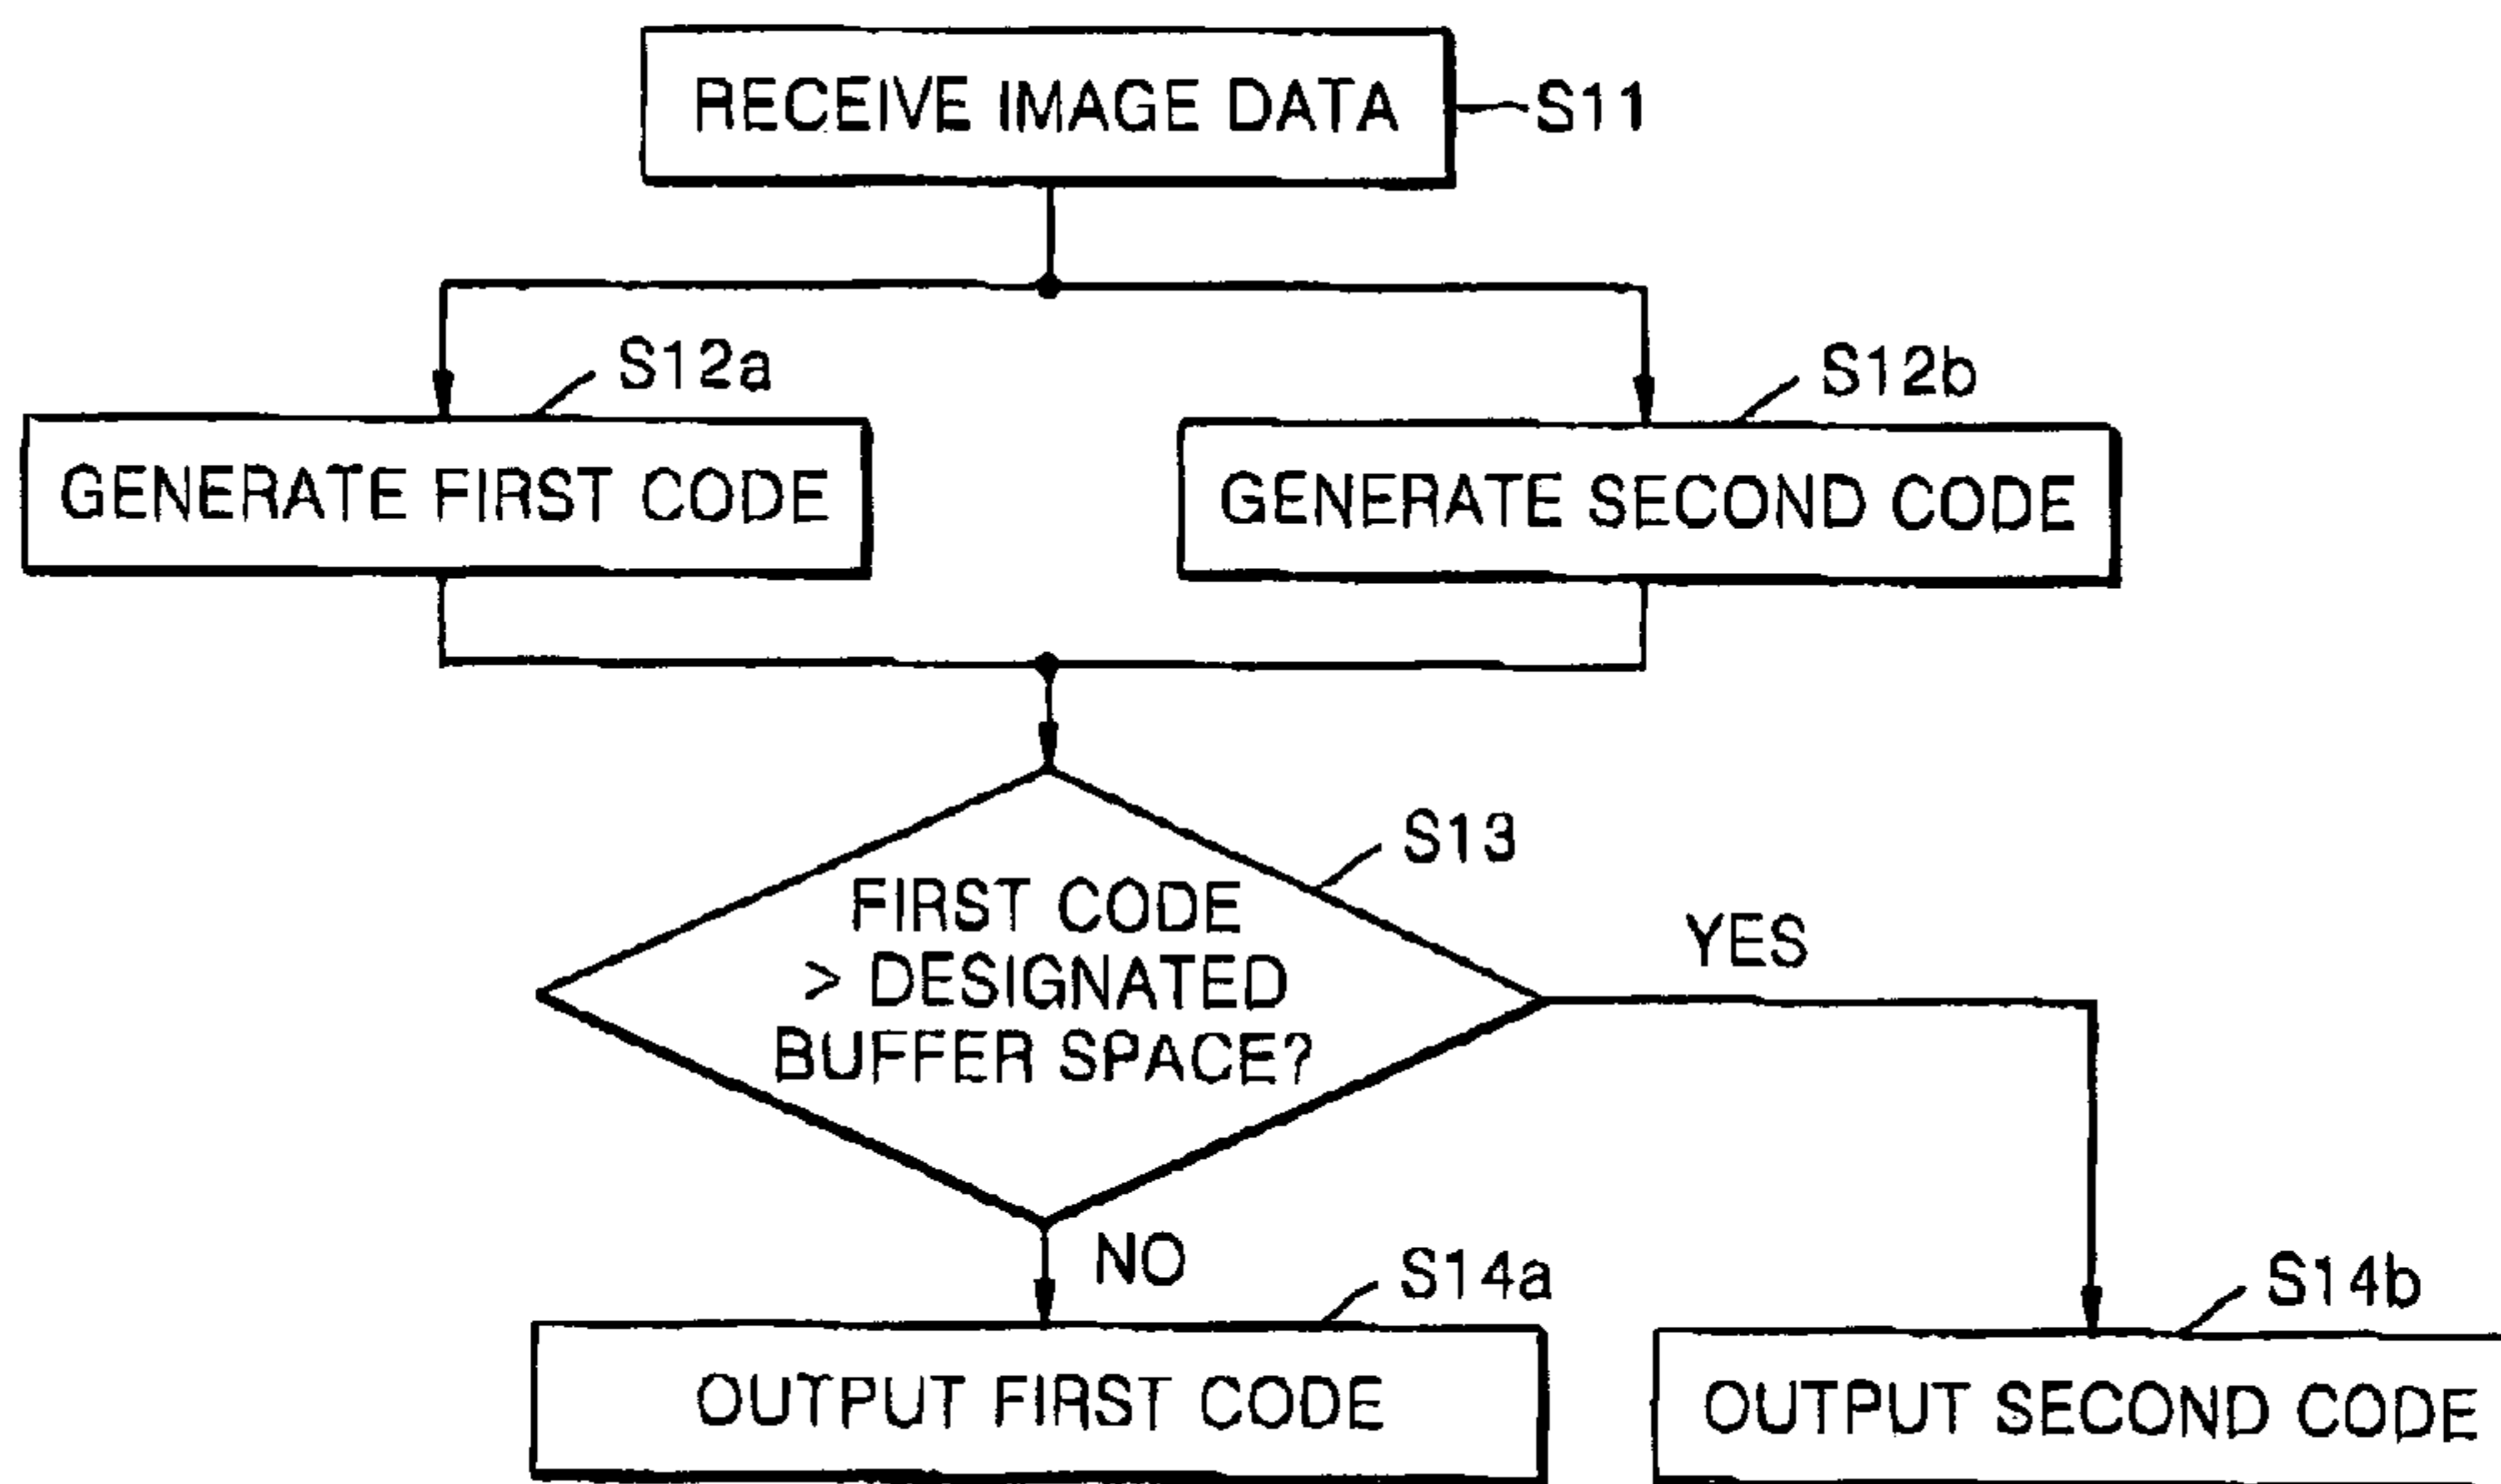 RECEIVE IMAGE DATA
S11
S12a
S12b
GENERATE FIRST CODE
GENERATE SECOND CODE
S13
FIRST CODE
> DESIGNATED
BUFFER SPACE?
YES
NO
S14a
S14b
OUTPUT FIRST CODE
OUTPUT SECOND CODE